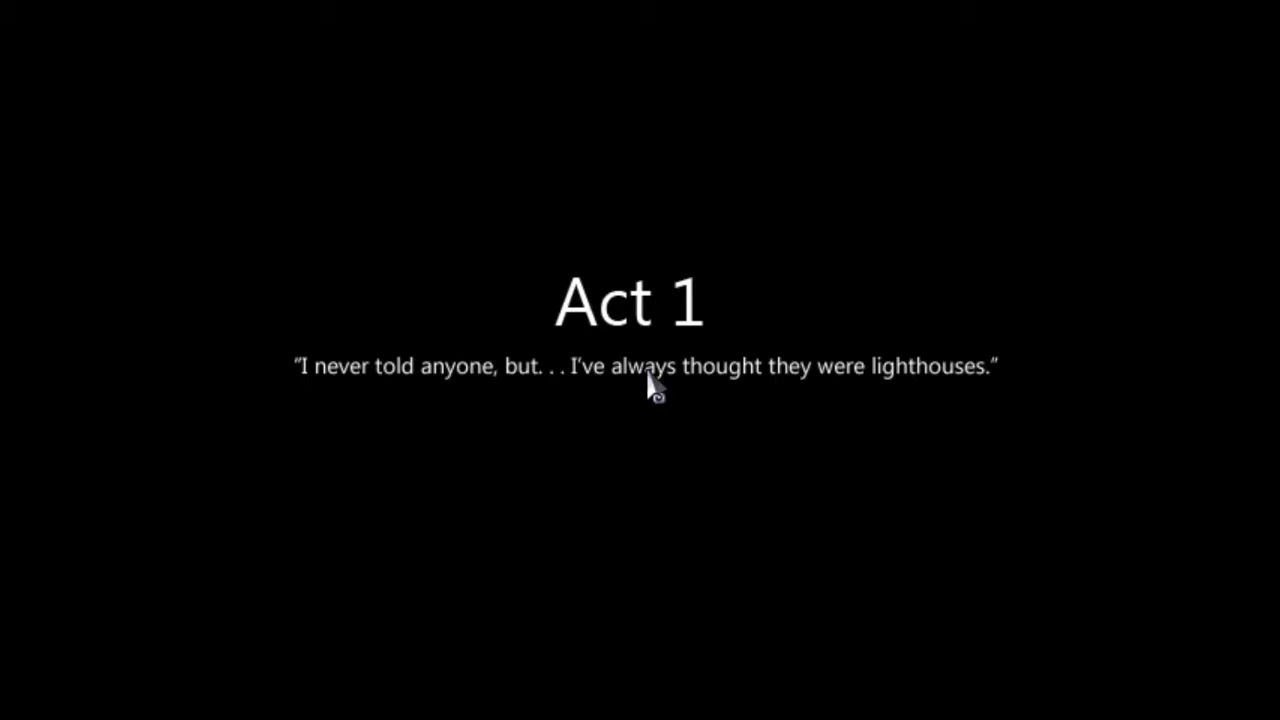 Act 1
“I never told anyone, but. . . I’ve always thought they were lighthouses.”